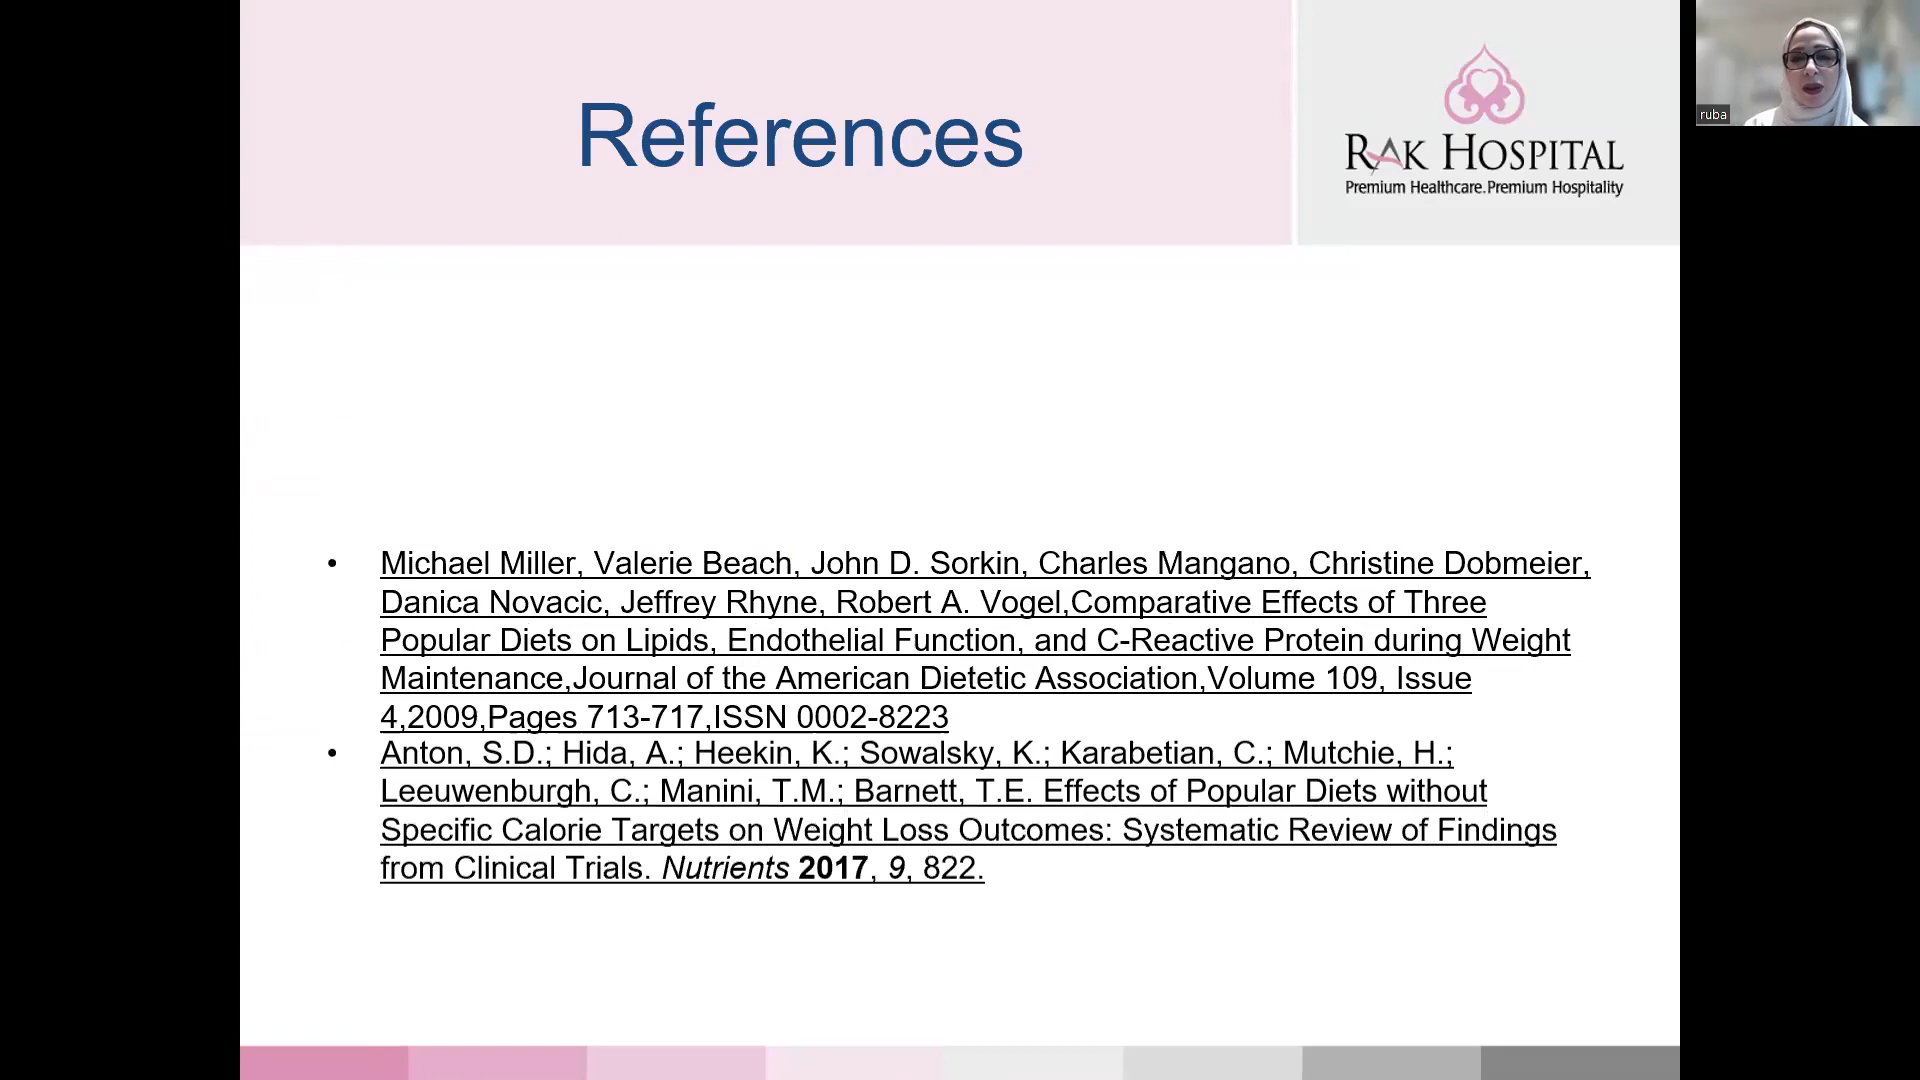 References
RAK HOSPITAL
Premium Healthcare.Premium Hospitality
ruba
• Michael Miller, Valerie Beach, John D. Sorkin, Charles Mangano, Christine Dobmeier,
Danica Novacic, Jeffrey Rhyne, Robert A. Vogel,Comparative Effects of Three
Popular Diets on Lipids, Endothelial Function, and C-Reactive Protein during Weight
Maintenance,Journal of the American Dietetic Association,Volume 109, Issue
4,2009,Pages 713-717,ISSN 0002-8223
• Anton, S.D.; Hida, A.; Heekin, K.; Sowalsky, K.; Karabetian, C.; Mutchie, H.;
Leeuwenburgh, C.; Manini, T.M.; Barnett, T.E. Effects of Popular Diets without
Specific Calorie Targets on Weight Loss Outcomes: Systematic Review of Findings
from Clinical Trials. Nutrients 2017, 9, 822.